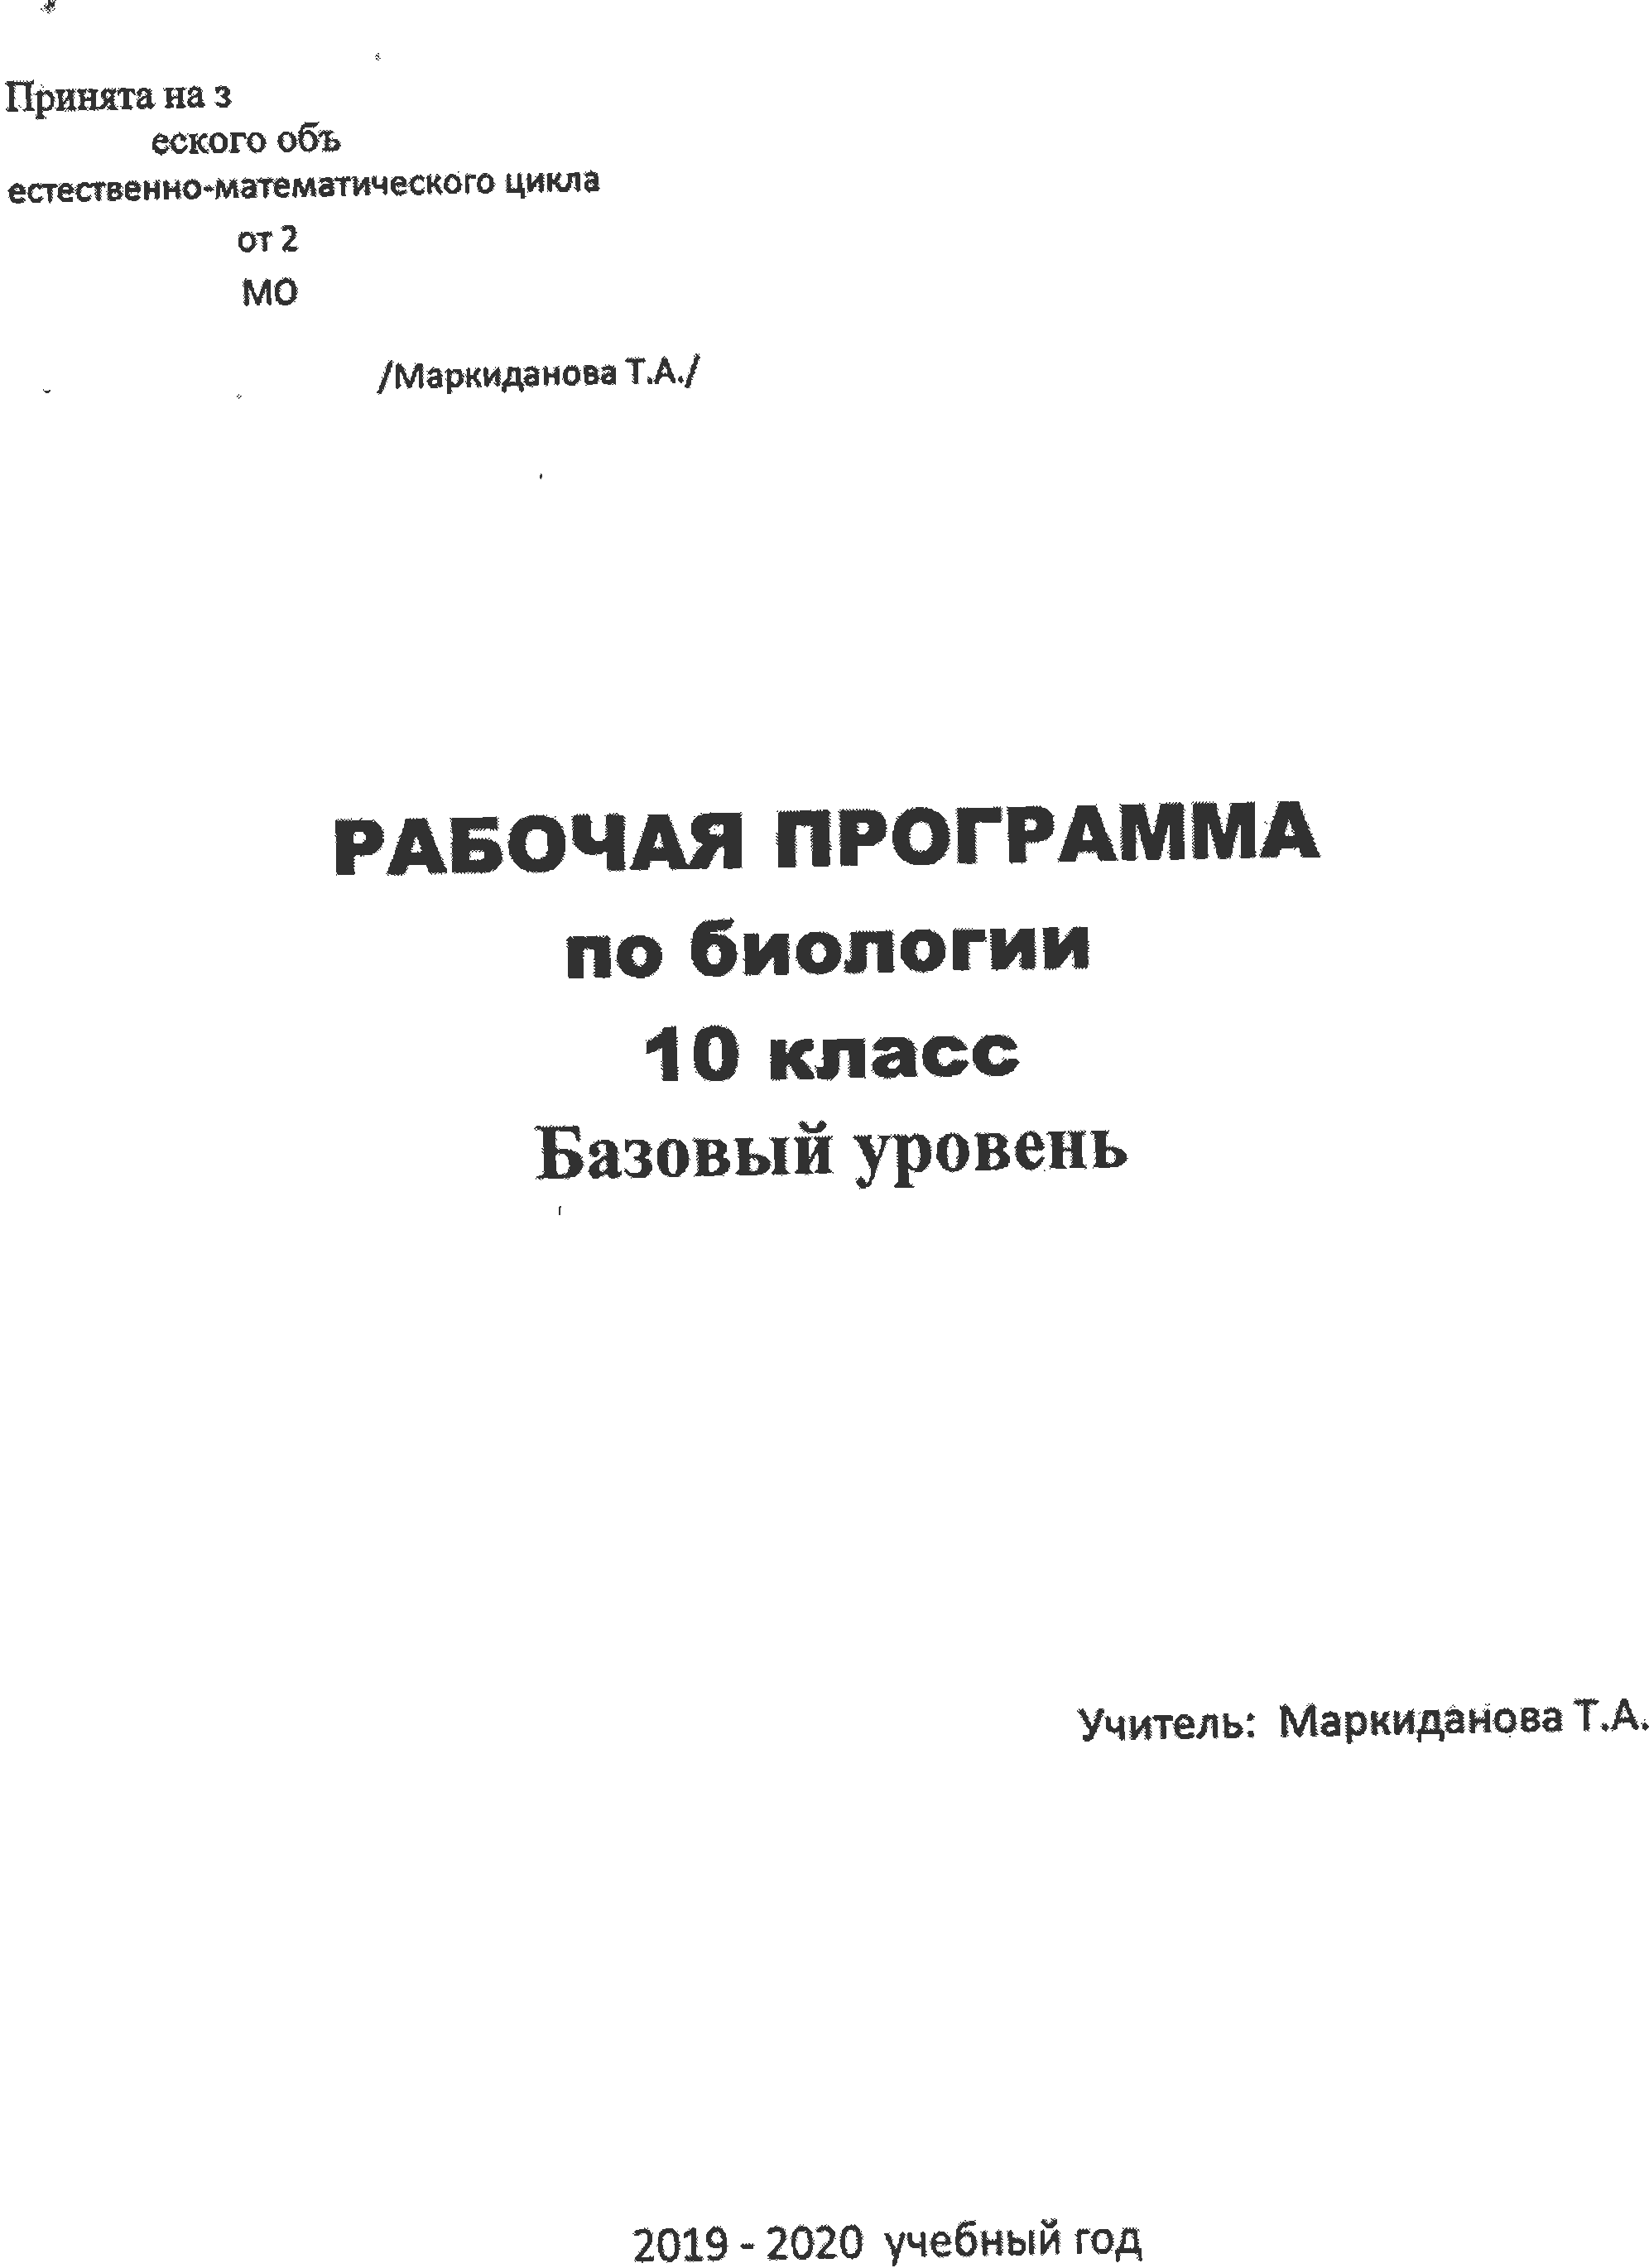 Принята на з
еского объ
естественно-математического цикла
от 2
МО
/Маркиданова Т.А./
РАБОЧАЯ ПРОГРАММА
по биологии
10 класс
Базовый уровень
Учитель: Маркиданова Т.А.
2019 - 2020 учебный год